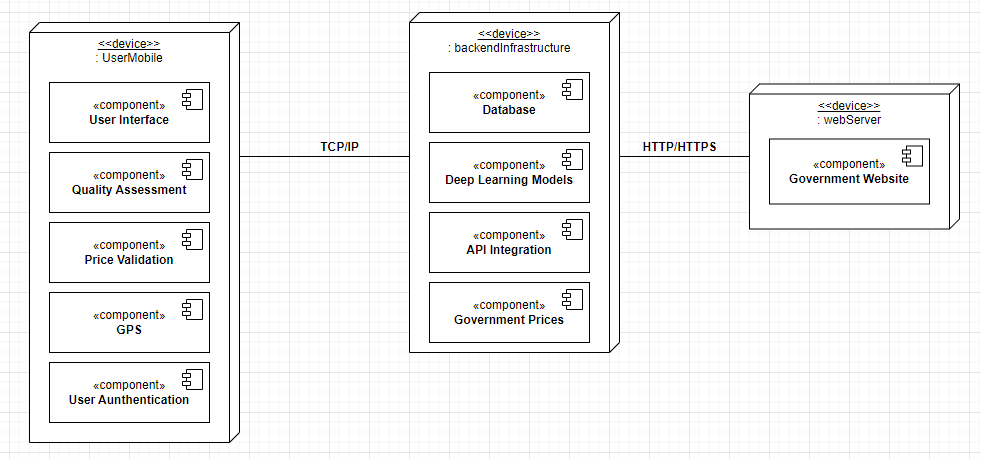 <<device>>
: UserMobile
«component»
User Interface
«component»
Quality Assessment
«component»
Price Validation
«component»
GPS
«component»
User Aunthentication
TCP/IP
<<device>>
: backendInfrastructure
«component»
Database
«component»
Deep Learning Models
«component»
API Integration
«component»
Government Prices
HTTP/HTTPS
<<device>>
: webServer
«component»
Government Website